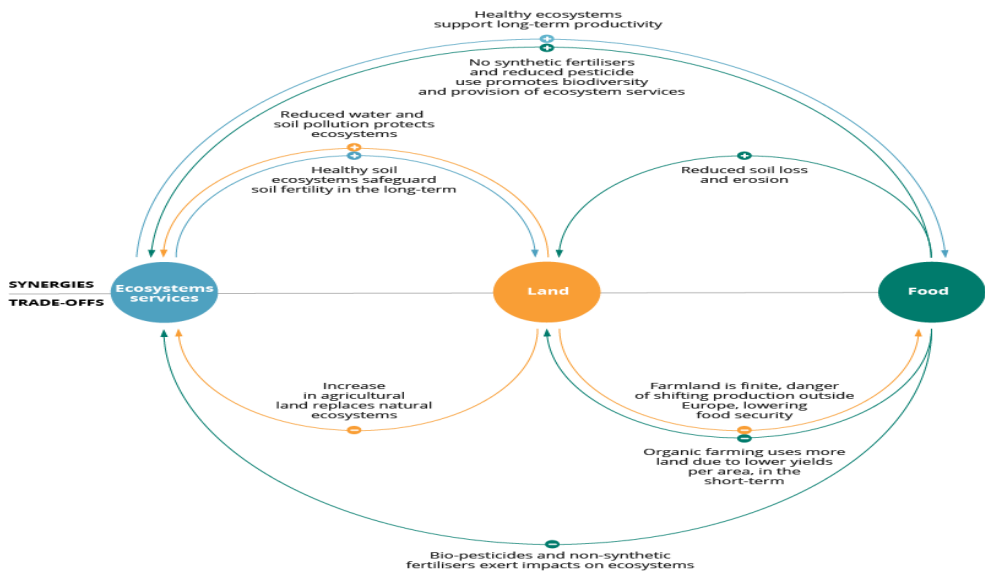 Healthy ecosystems
support long-term productivity
No synthetic fertilisers
and reduced pesticide
use promotes biodiversity
and provision of ecosystem services
Reduced water and
soil pollution protects
ecosystems
Healthy soil
ecosystems safeguard
soil fertility in the long-term
Reduced soil loss
and erosion
SYNERGIES
TRADE-OFFS
Ecosystems
services
Land
Food
Increase
in agricultural
land replaces natural
ecosystems
Farmland is finite, danger
of shifting production outside
Europe, lowering
food security
Organic farming uses more
land due to lower yields
per area, in the
short-term
Bio-pesticides and non-synthetic
fertilisers exert impacts on ecosystems